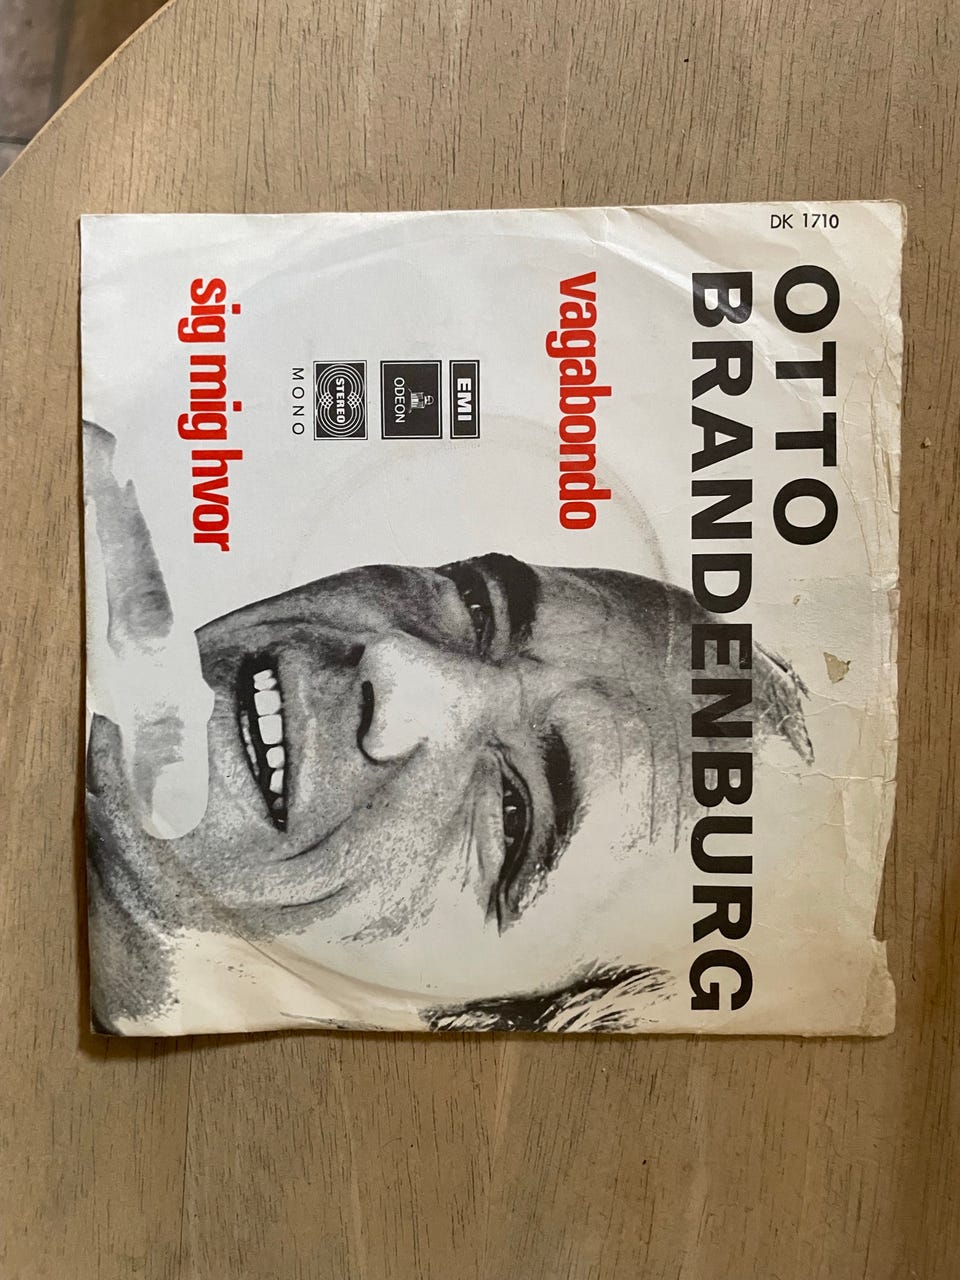 DK 1710
OTTO
BRANDENBURG
vagabondo
EMI
ODEON
STEREO
MONO
sig mig hvor